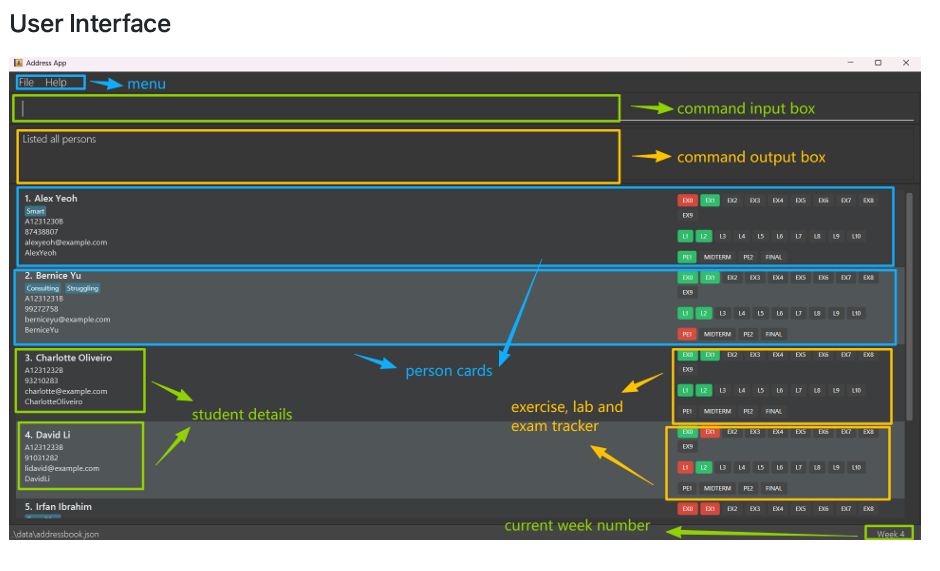 User Interface
Address App
File Help
menu
command input box
Listed all persons
command output box
1. Alex Yeoh
Smart
A1231230B
87438807
alexyeoh@example.com
AlexYeoh
EX0 EX1 EX2 EX3 EX4 EX5 EX6 EX7 EX8
EX9
L1 L2 L3 L4 L5 L6 L7 L8 L9 L10
PE1 MIDTERM PE2 FINAL
2. Bernice Yu
Consulting Struggling
A1231231B
99272758
berniceyu@example.com
BerniceYu
EX0 EX1 EX2 EX3 EX4 EX5 EX6 EX7 EX8
EX9
L1 L2 L3 L4 L5 L6 L7 L8 L9 L10
PE1 MIDTERM PE2 FINAL
person cards
3. Charlotte Oliveiro
A1231232B
93210283
charlotte@example.com
CharlotteOliveiro
EX0 EX1 EX2 EX3 EX4 EX5 EX6 EX7 EX8
EX9
L1 L2 L3 L4 L5 L6 L7 L8 L9 L10
PE1 MIDTERM PE2 FINAL
student details
exercise, lab and
exam tracker
4. David Li
A1231233B
91031282
lidavid@example.com
DavidLi
EX0 EX1 EX2 EX3 EX4 EX5 EX6 EX7 EX8
EX9
L1 L2 L3 L4 L5 L6 L7 L8 L9 L10
PE1 MIDTERM PE2 FINAL
5. Irfan Ibrahim
EX0 EX1 EX2 EX3 EX4 EX5 EX6 EX7 EX8
current week number
\data\addressbook.json
Week 4